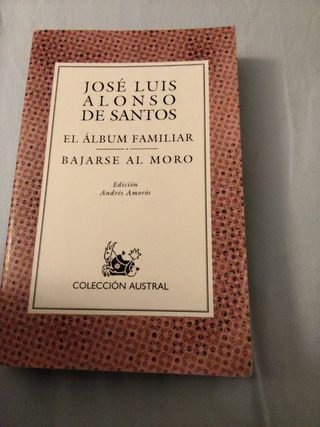 JOSÉ LUIS
ALONSO
DE SANTOS
EL ÁLBUM FAMILIAR
BAJARSE AL MORO
Edición
Andrés Amorós
COLECCIÓN AUSTRAL